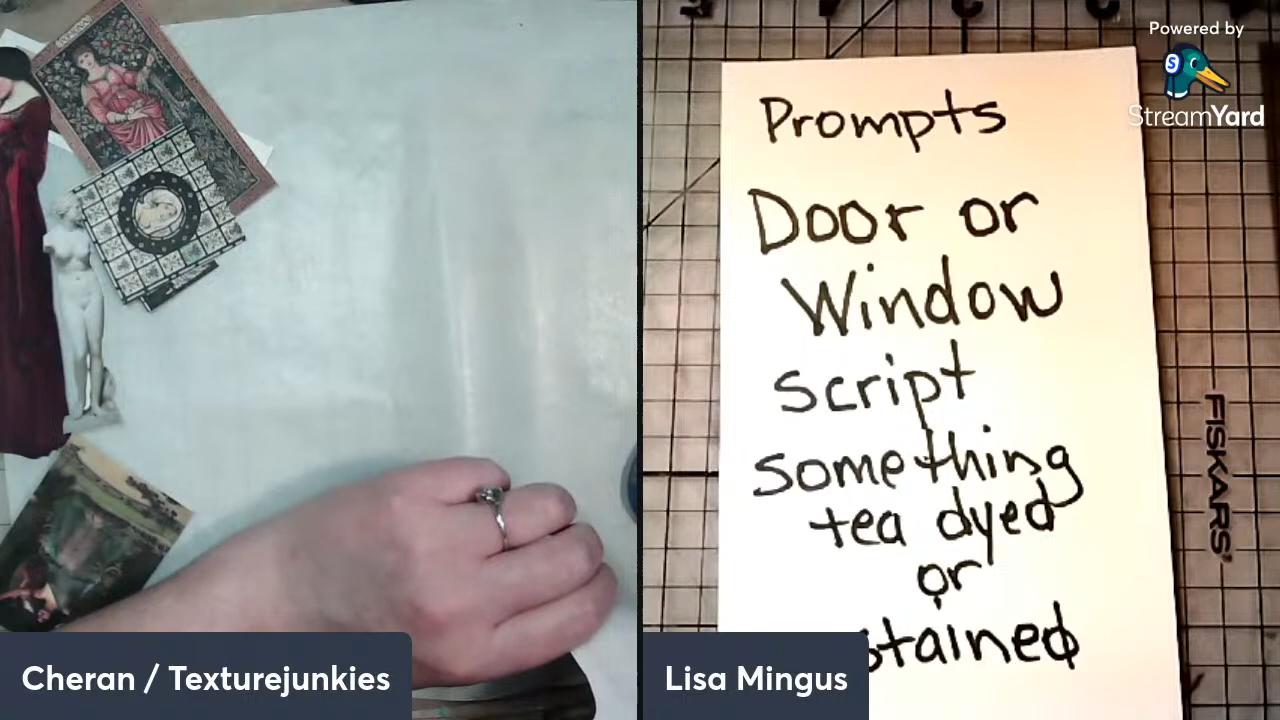 Powered by
StreamYard
Prompts
Door or
Window
script
something
tea dyed
or
stained
FISKARS
Cheran / Texturejunkies
Lisa Mingus